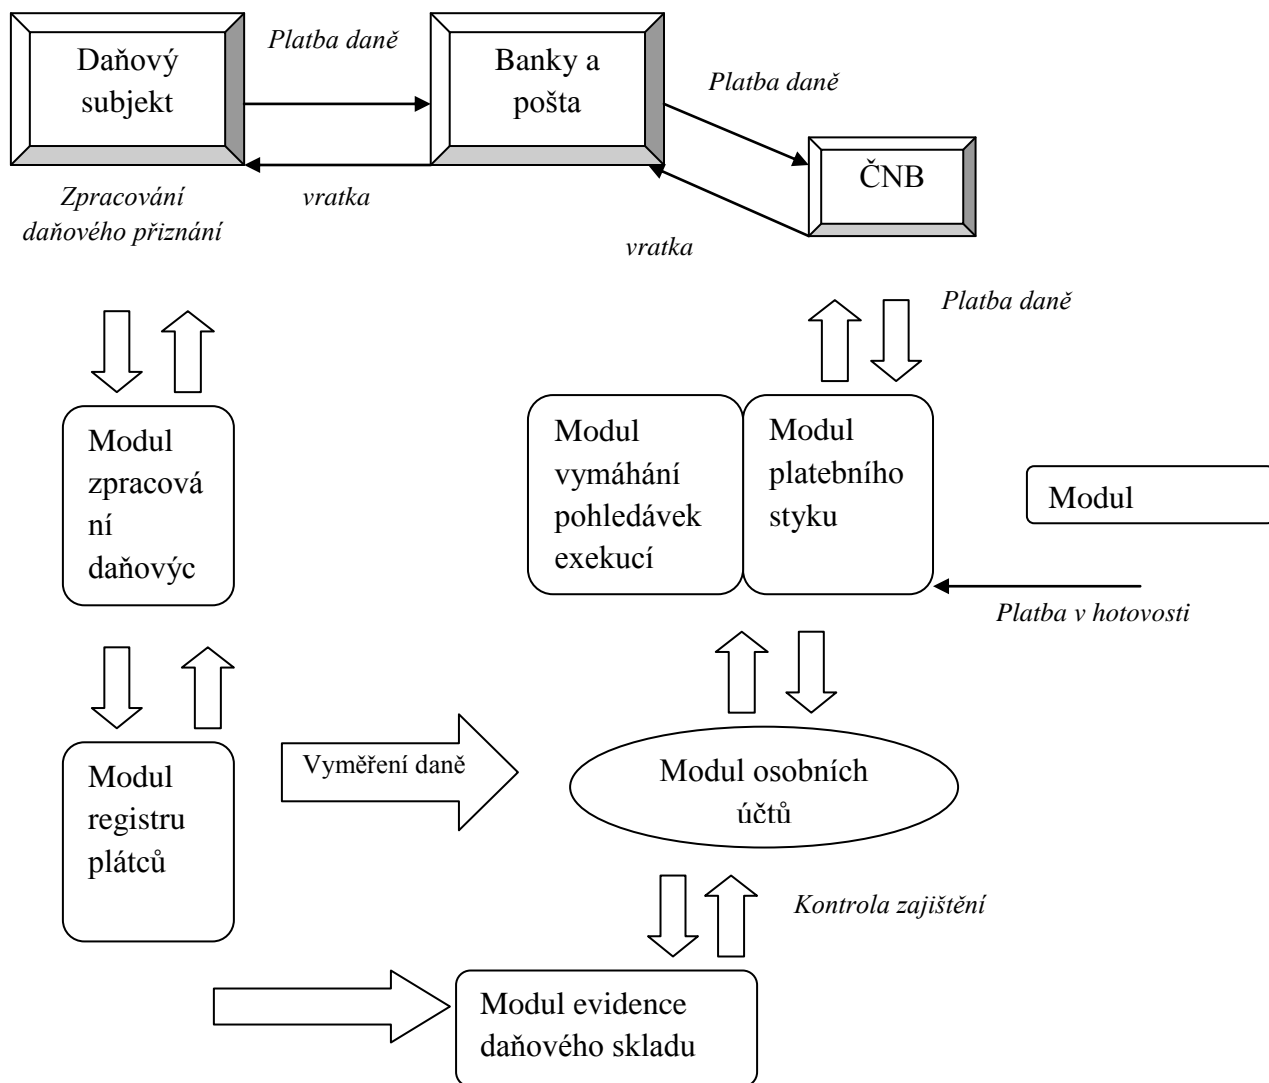 Daňový
subjekt
Platba daně
Banky a
pošta
Platba daně
ČNB
Zpracování
daňového přiznání
vratka
vratka
Platba daně
Modul
zpracová
ní
daňovýc
Modul
vymáhání
pohledávek
exekucí
Modul
platebního
styku
Modul
Platba v hotovosti
Modul
registru
plátců
Vyměření daně
Modul osobních
účtů
Kontrola zajištění
Modul evidence
daňového skladu